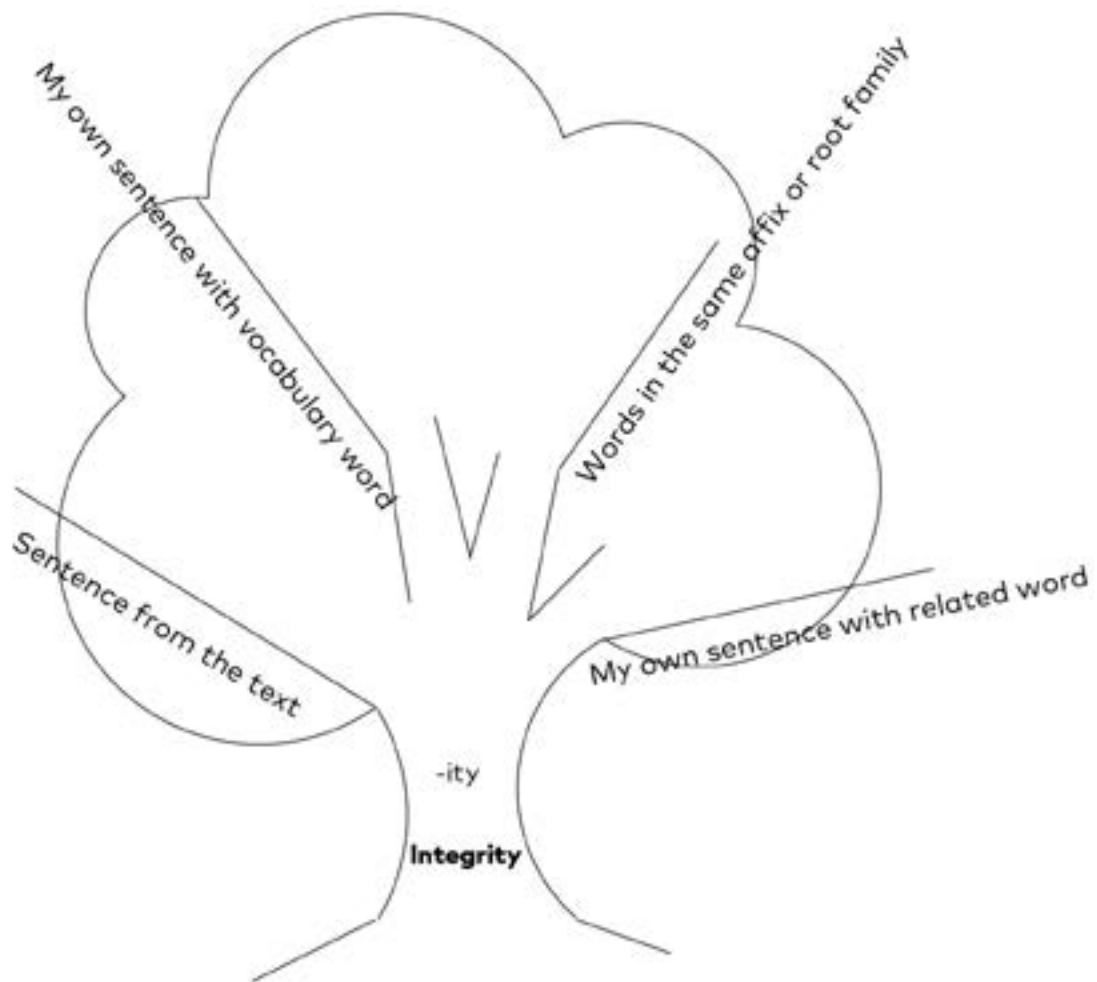 My own sentence with vocabulary word
Words in the same affix or root family
Sentence from the text
My own sentence with related word
-ity
Integrity